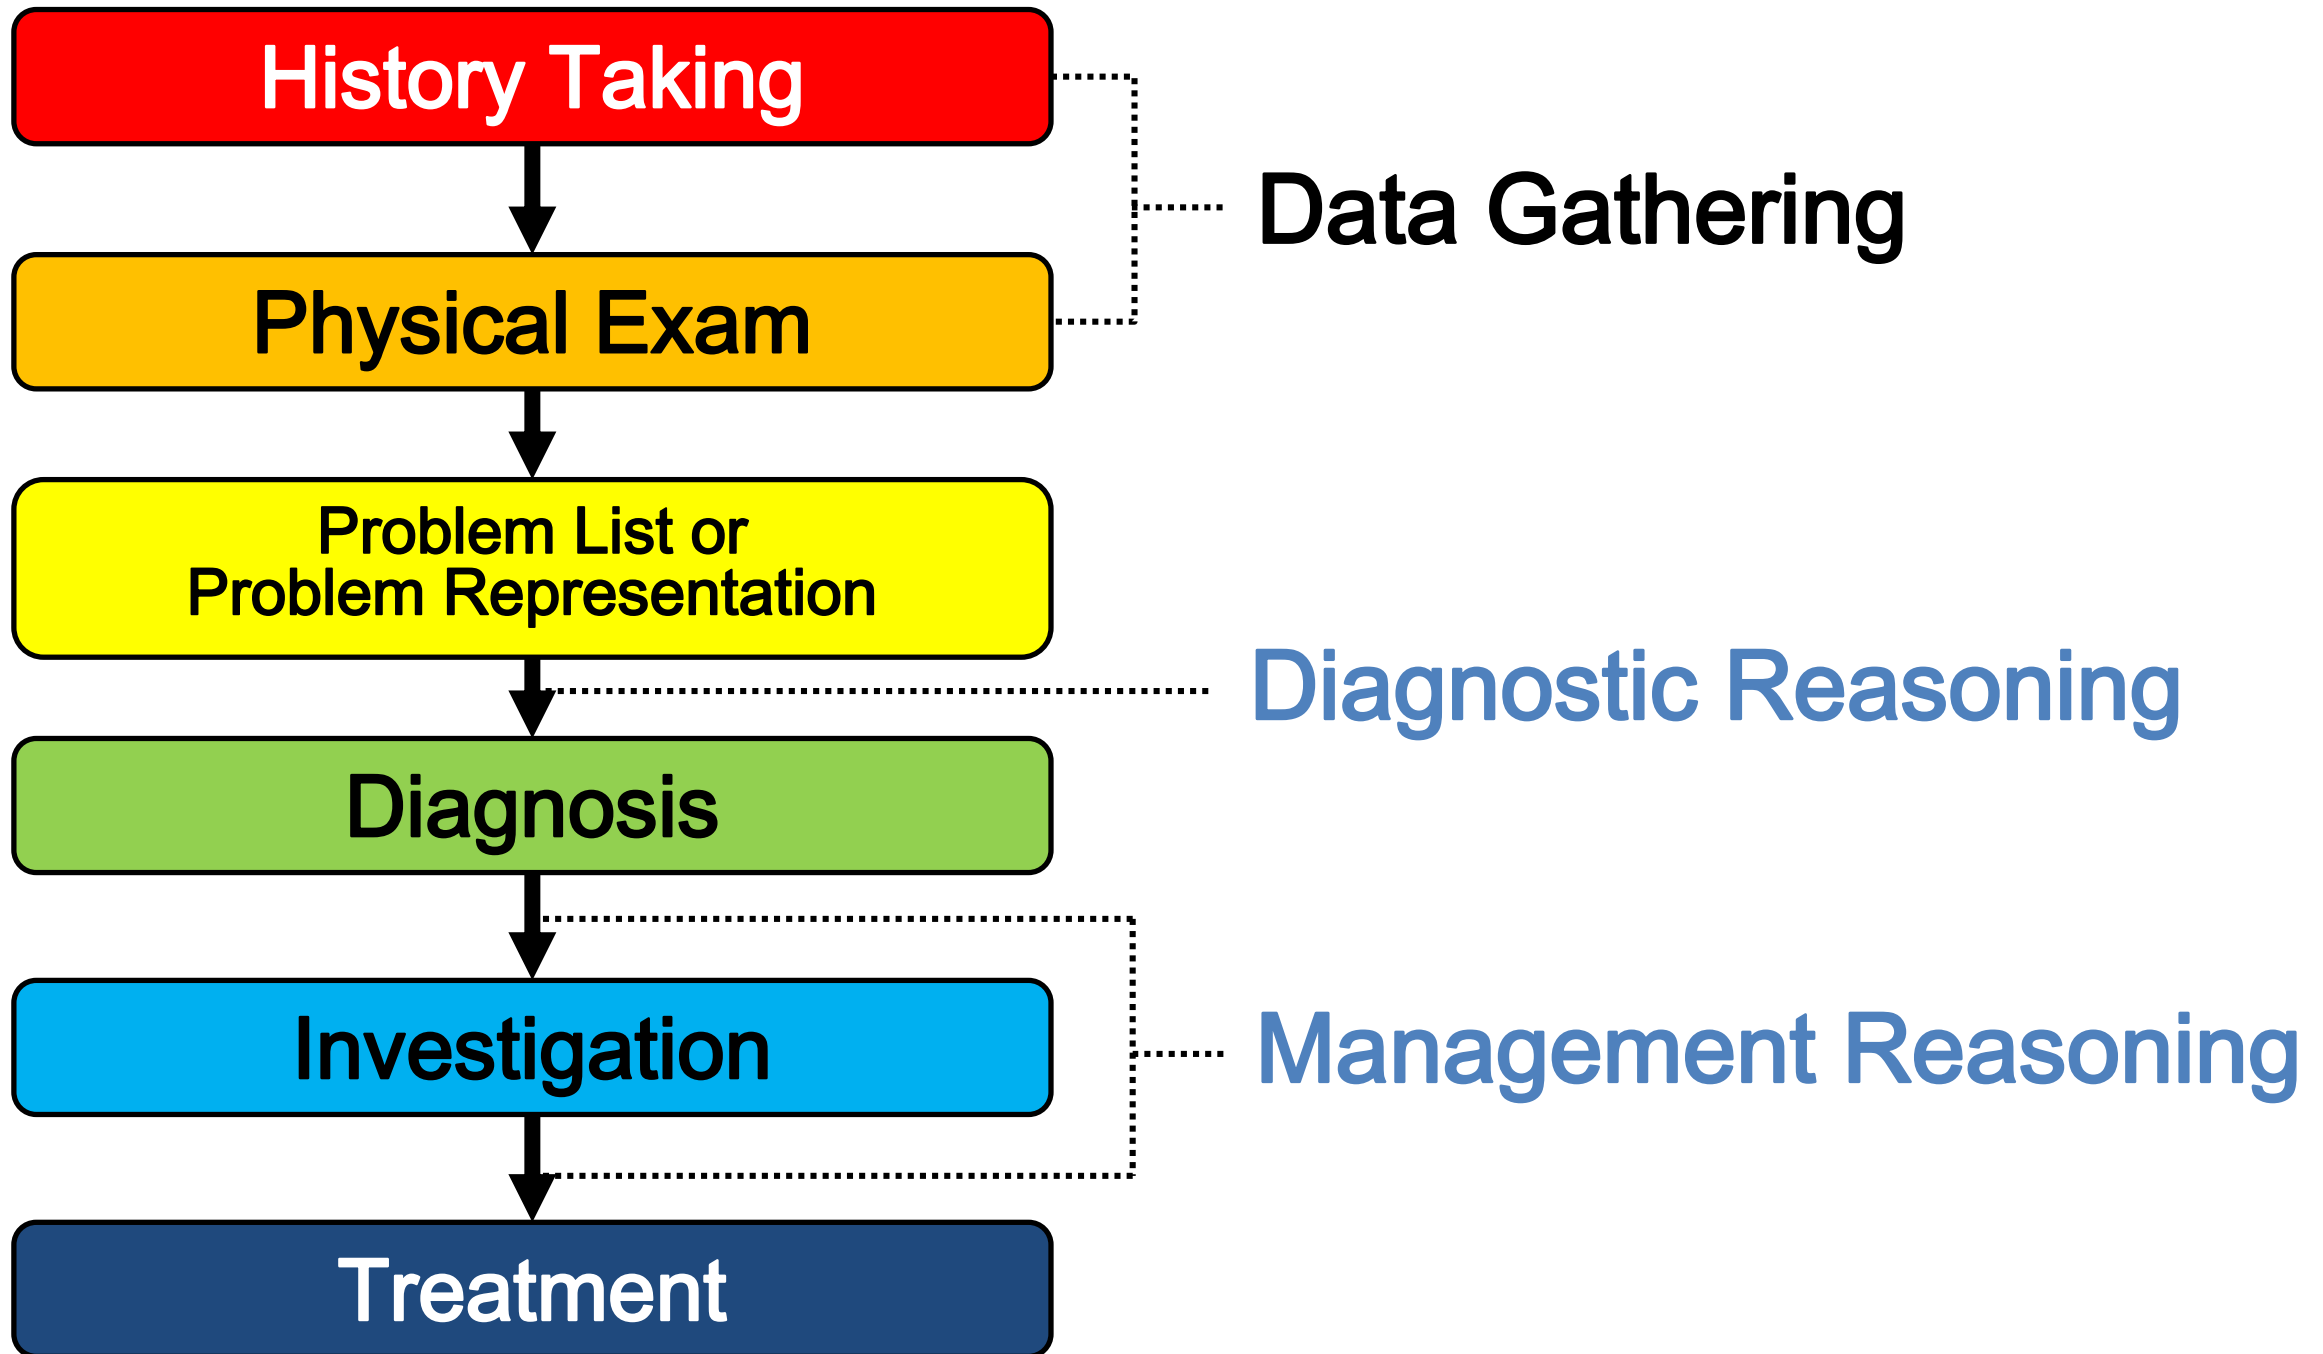 History Taking
Data Gathering
Physical Exam
Problem List or
Problem Representation
Diagnostic Reasoning
Diagnosis
Investigation
Management Reasoning
Treatment